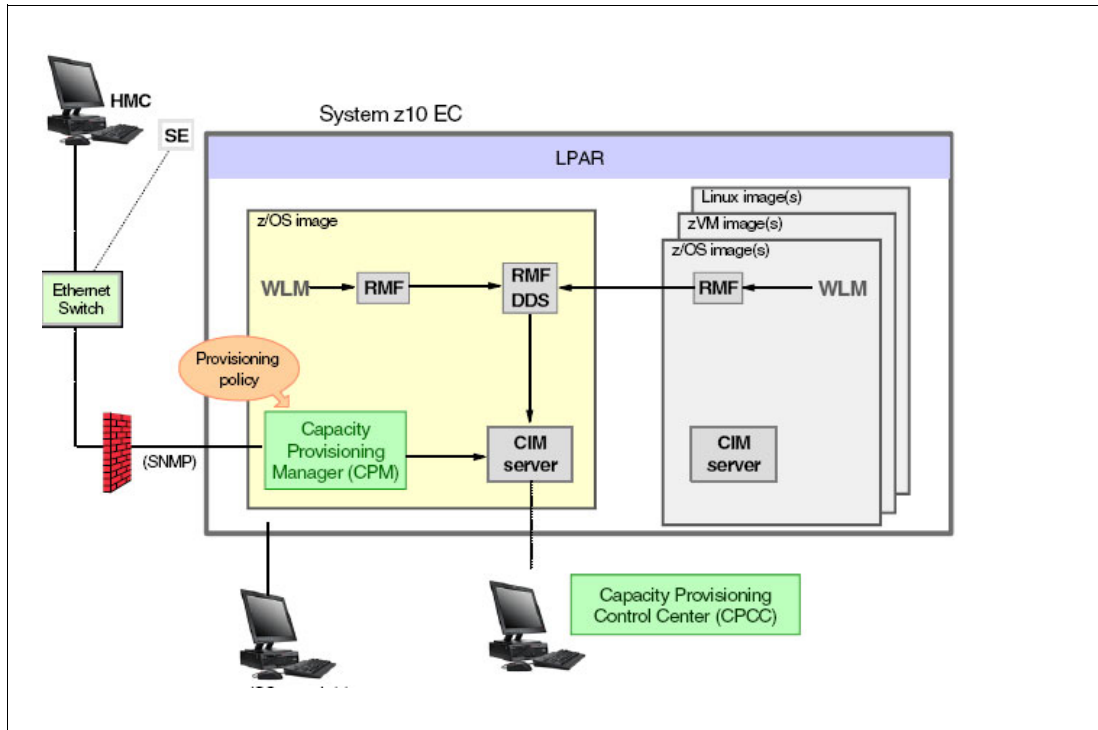 HMC
System z10 EC
SE
LPAR
Linux image(s)
zVM image(s)
z/OS image
z/OS image(s)
Ethernet
Switch
WLM
RMF
RMF
DDS
RMF
WLM
Provisioning
policy
Capacity
Provisioning
Manager (CPM)
CIM
server
CIM
server
(SNMP)
Capacity Provisioning
Control Center (CPCC)